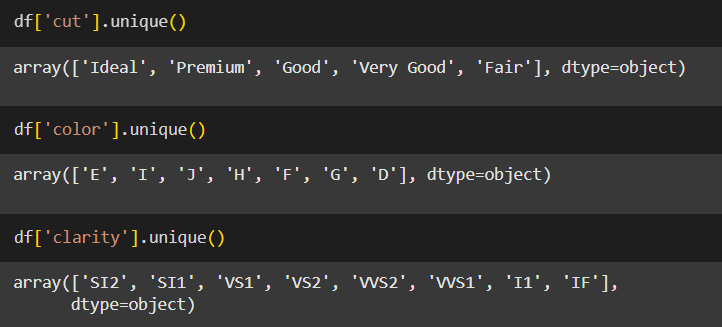 df['cut'].unique()
array(['Ideal', 'Premium', 'Good', 'Very Good', 'Fair'], dtype=object)
df['color'].unique()
array(['E', 'I', 'J', 'H', 'F', 'G', 'D'], dtype=object)
df['clarity'].unique()
array(['SI2', 'SI1', 'VS1', 'VS2', 'VVS2', 'VVS1', 'I1', 'IF'],
      dtype=object)